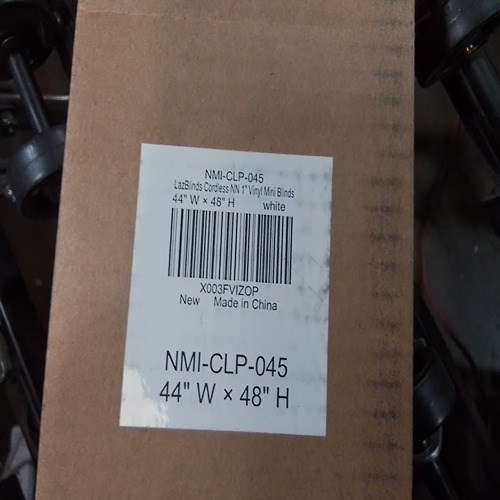 NMI-CLP-045
LazBlinds Cordless NN 1" Vinyl Mini Blinds
44" W × 48" H white
X003FVIZOP
New Made in China
NMI-CLP-045
44" W × 48" H